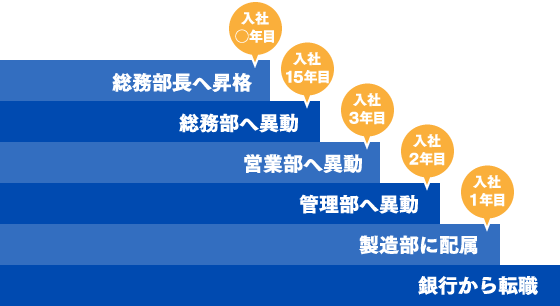 入社
〇年目
総務部長へ昇格
入社
15年目
総務部へ異動
入社
3年目
営業部へ異動
入社
2年目
管理部へ異動
入社
1年目
製造部に配属
銀行から転職